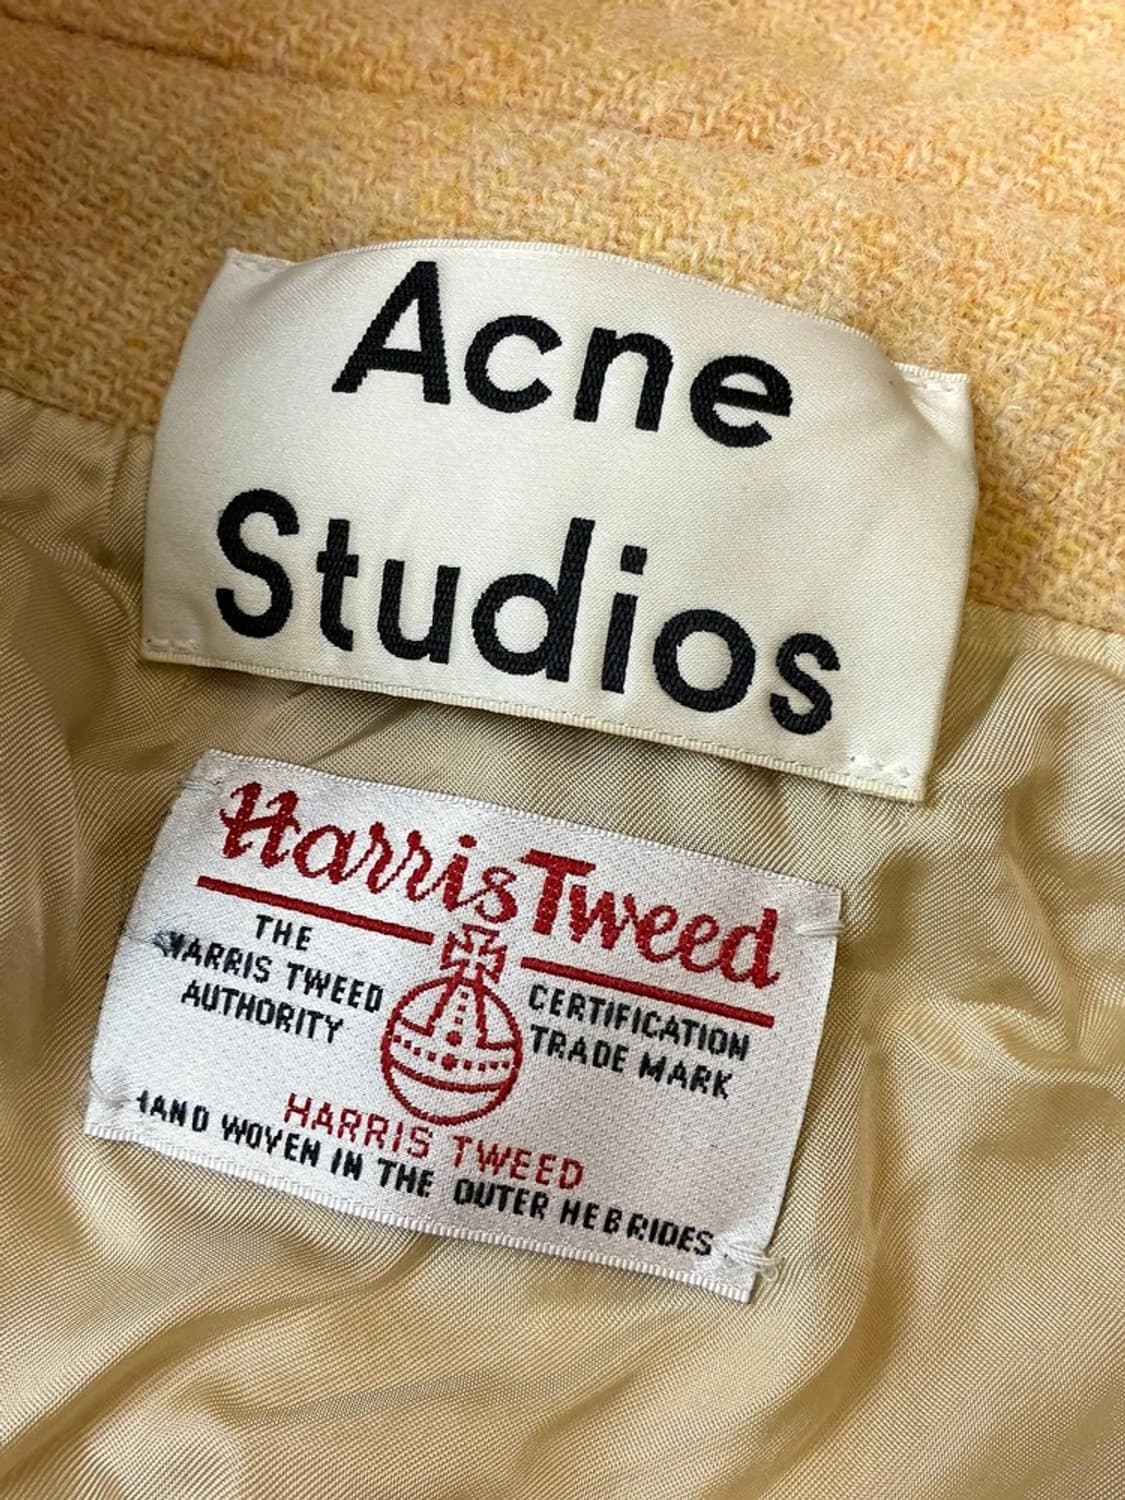 Acne
Studios
Harris Tweed
THE
HARRIS TWEED
AUTHORITY
CERTIFICATION
TRADE MARK
HARRIS TWEED
HAND WOVEN IN THE OUTER HEBRIDES